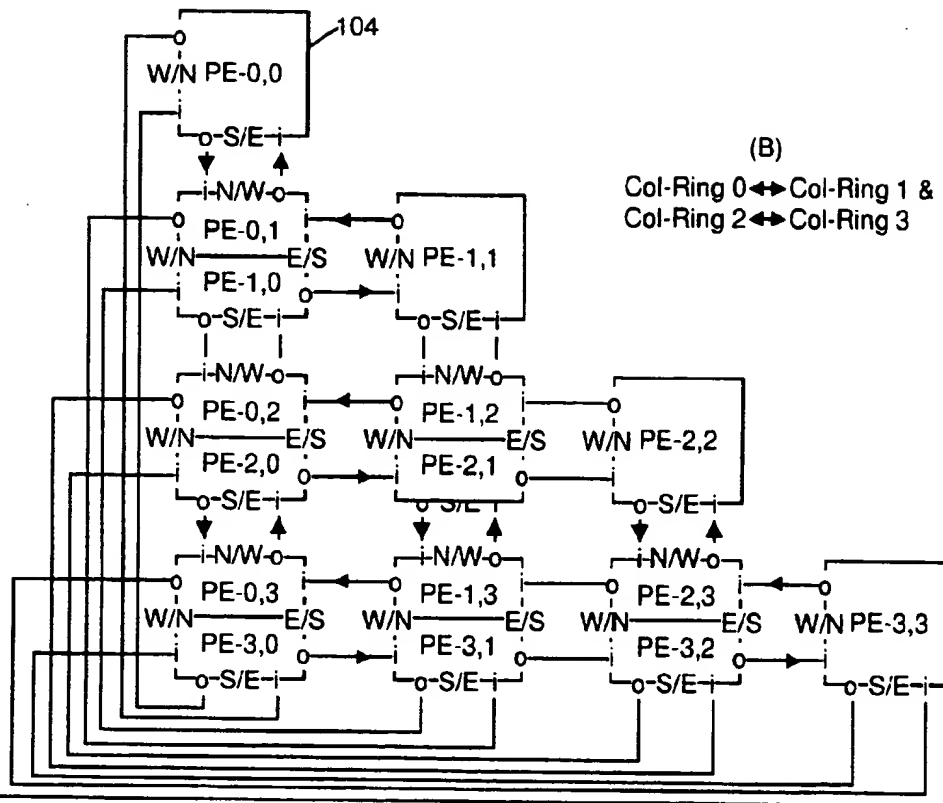 104
W/N PE-0,0
o-S/E-i
(B)
Col-Ring 0 ↔ Col-Ring 1 &
Col-Ring 2 ↔ Col-Ring 3
i-N/W-o
PE-0,1
W/N E/S
PE-1,0
o-S/E-i
W/N PE-1,1
o-S/E-i
i-N/W-o
PE-0,2
W/N E/S
PE-2,0
o-S/E-i
i-N/W-o
PE-1,2
W/N E/S
PE-2,1
o-S/E-i
W/N PE-2,2
o-S/E-i
i-N/W-o
PE-0,3
W/N E/S
PE-3,0
o-S/E-i
i-N/W-o
PE-1,3
W/N E/S
PE-3,1
o-S/E-i
i-N/W-o
PE-2,3
W/N E/S
PE-3,2
o-S/E-i
W/N PE-3,3
o-S/E-i